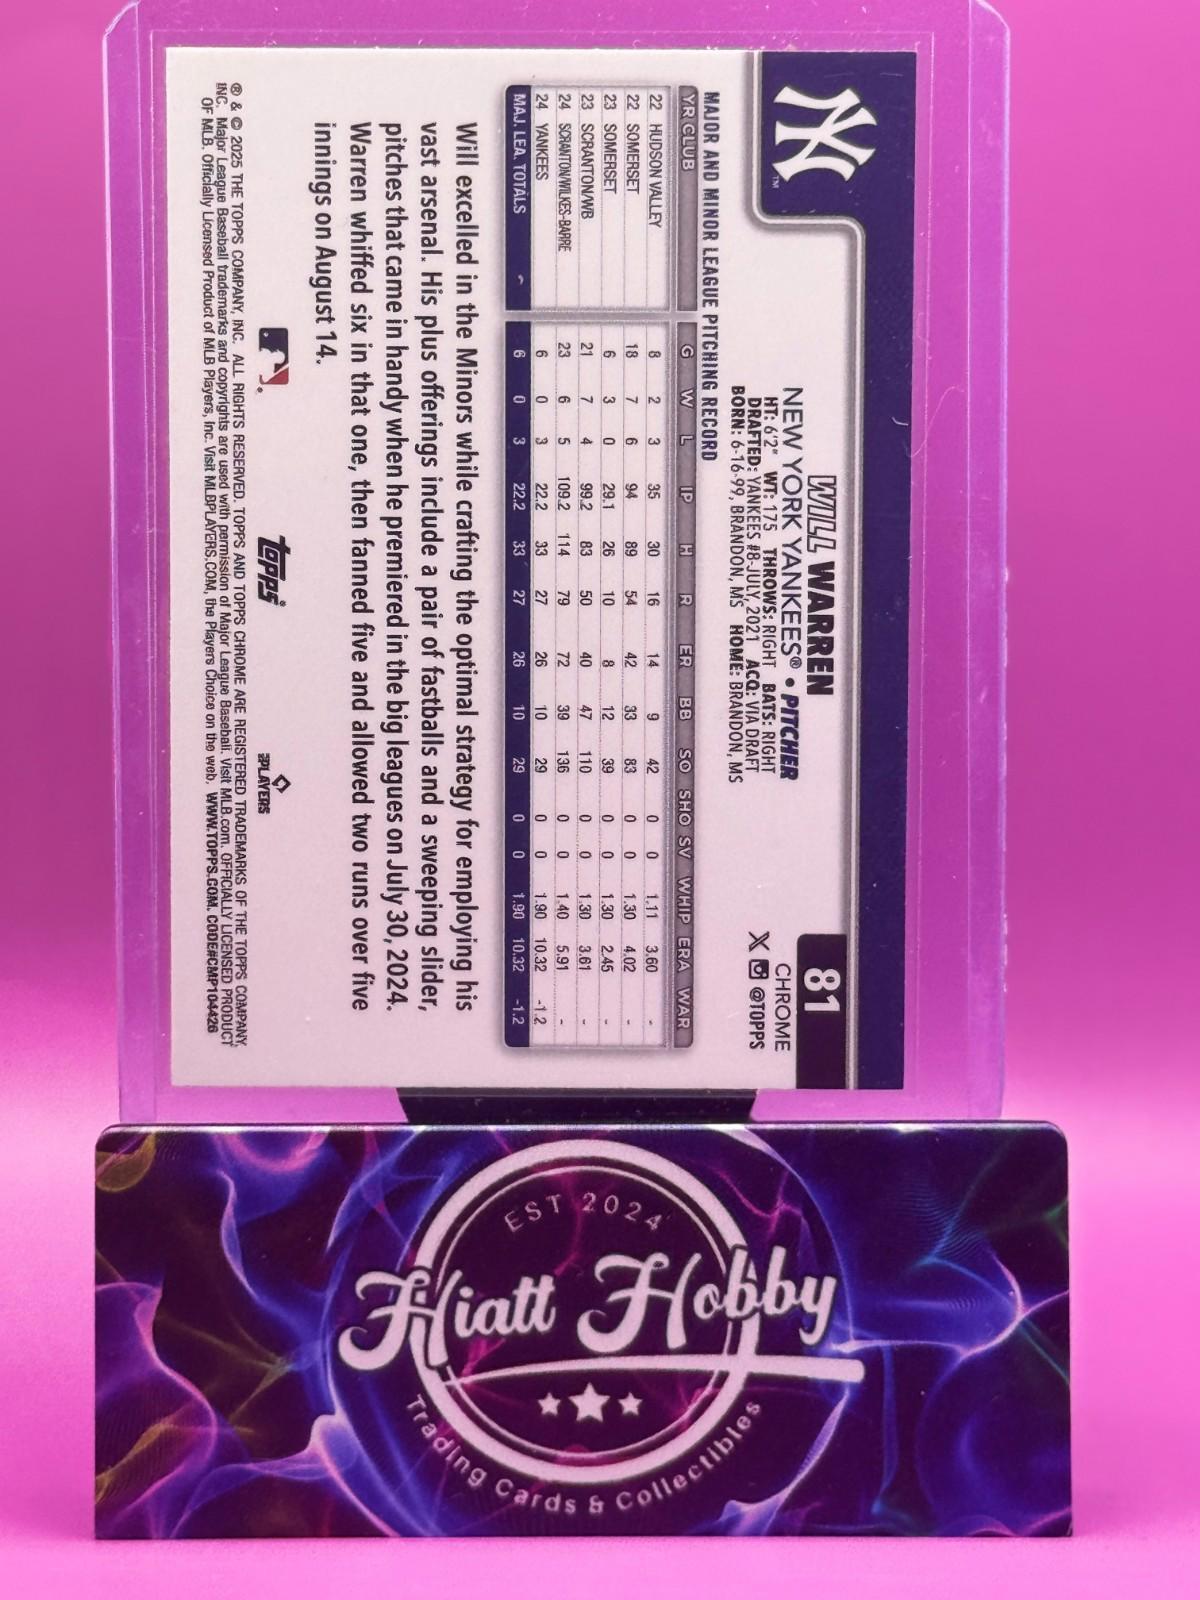 81
CHROME
@TOPPS
WILL WARREN
NEW YORK YANKEES® • PITCHER
HT: 6'2" WT: 175 THROWS: RIGHT BATS: RIGHT
DRAFTED: YANKEES #8-JULY, 2021 ACQ: VIA DRAFT
BORN: 6-16-99, BRANDON, MS HOME: BRANDON, MS
NY
TM
MAJOR AND MINOR LEAGUE PITCHING RECORD
YR CLUB G W L IP H R ER BB SO SHO SV WHIP ERA WAR
22 HUDSON VALLEY 8 2 3 35 30 16 14 9 42 0 0 1.11 3.60 -
22 SOMERSET 18 7 6 94 89 54 42 33 83 0 0 1.30 4.02 -
23 SOMERSET 6 3 0 29.1 26 10 8 12 39 0 0 1.30 2.45 -
23 SCRANTON/WB 21 7 4 99.2 83 50 40 47 110 0 0 1.30 3.61 -
24 SCRANTON/WILKES-BARRE 23 6 5 109.2 114 79 72 39 136 0 0 1.40 5.91 -
24 YANKEES 6 0 3 22.2 33 27 26 10 29 0 0 1.90 10.32 -1.2
MAJ. LEA. TOTALS 6 0 3 22.2 33 27 26 10 29 0 0 1.90 10.32 -1.2
Will excelled in the Minors while crafting the optimal strategy for employing his
vast arsenal. His plus offerings include a pair of fastballs and a sweeping slider,
pitches that came in handy when he premiered in the big leagues on July 30, 2024.
Warren whiffed six in that one, then fanned five and allowed two runs over five
innings on August 14.
topps®
PLAYERS
® & © 2025 THE TOPPS COMPANY, INC. ALL RIGHTS RESERVED. TOPPS AND TOPPS CHROME ARE REGISTERED TRADEMARKS OF THE TOPPS COMPANY,
INC. Major League Baseball trademarks and copyrights are used with permission of Major League Baseball. Visit MLB.com. OFFICIALLY LICENSED PRODUCT
OF MLB. Officially Licensed Product of MLB Players, Inc. Visit MLBPLAYERS.COM, the Players Choice on the web. WWW.TOPPS.COM. CODE#CMP104426
EST 2024
Hiatt Hobby
Trading Cards & Collectibles